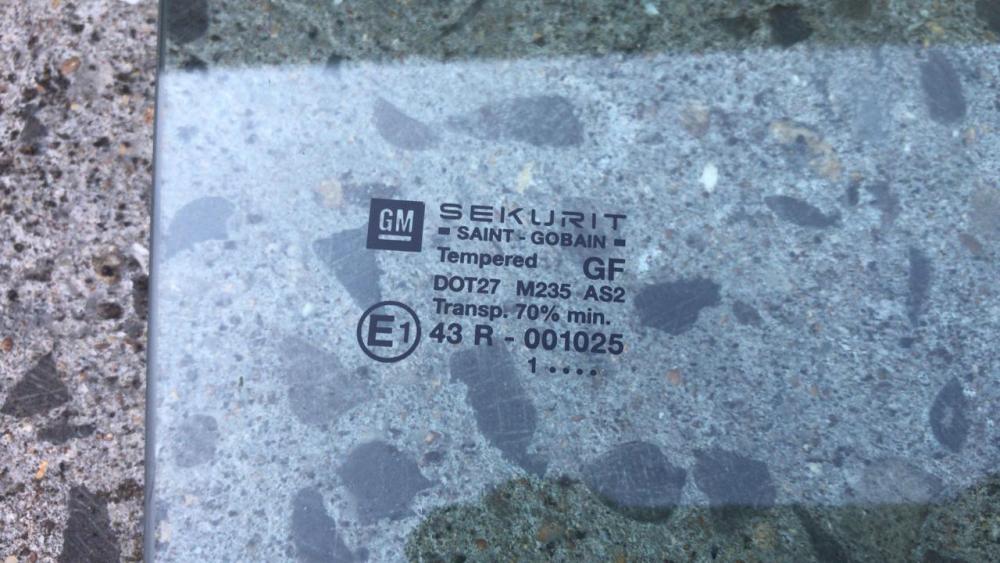 GM
SEKURIT
SAINT - GOBAIN
Tempered GF
DOT27 M235 AS2
Transp. 70% min.
E1 43 R - 001025
1 ••••